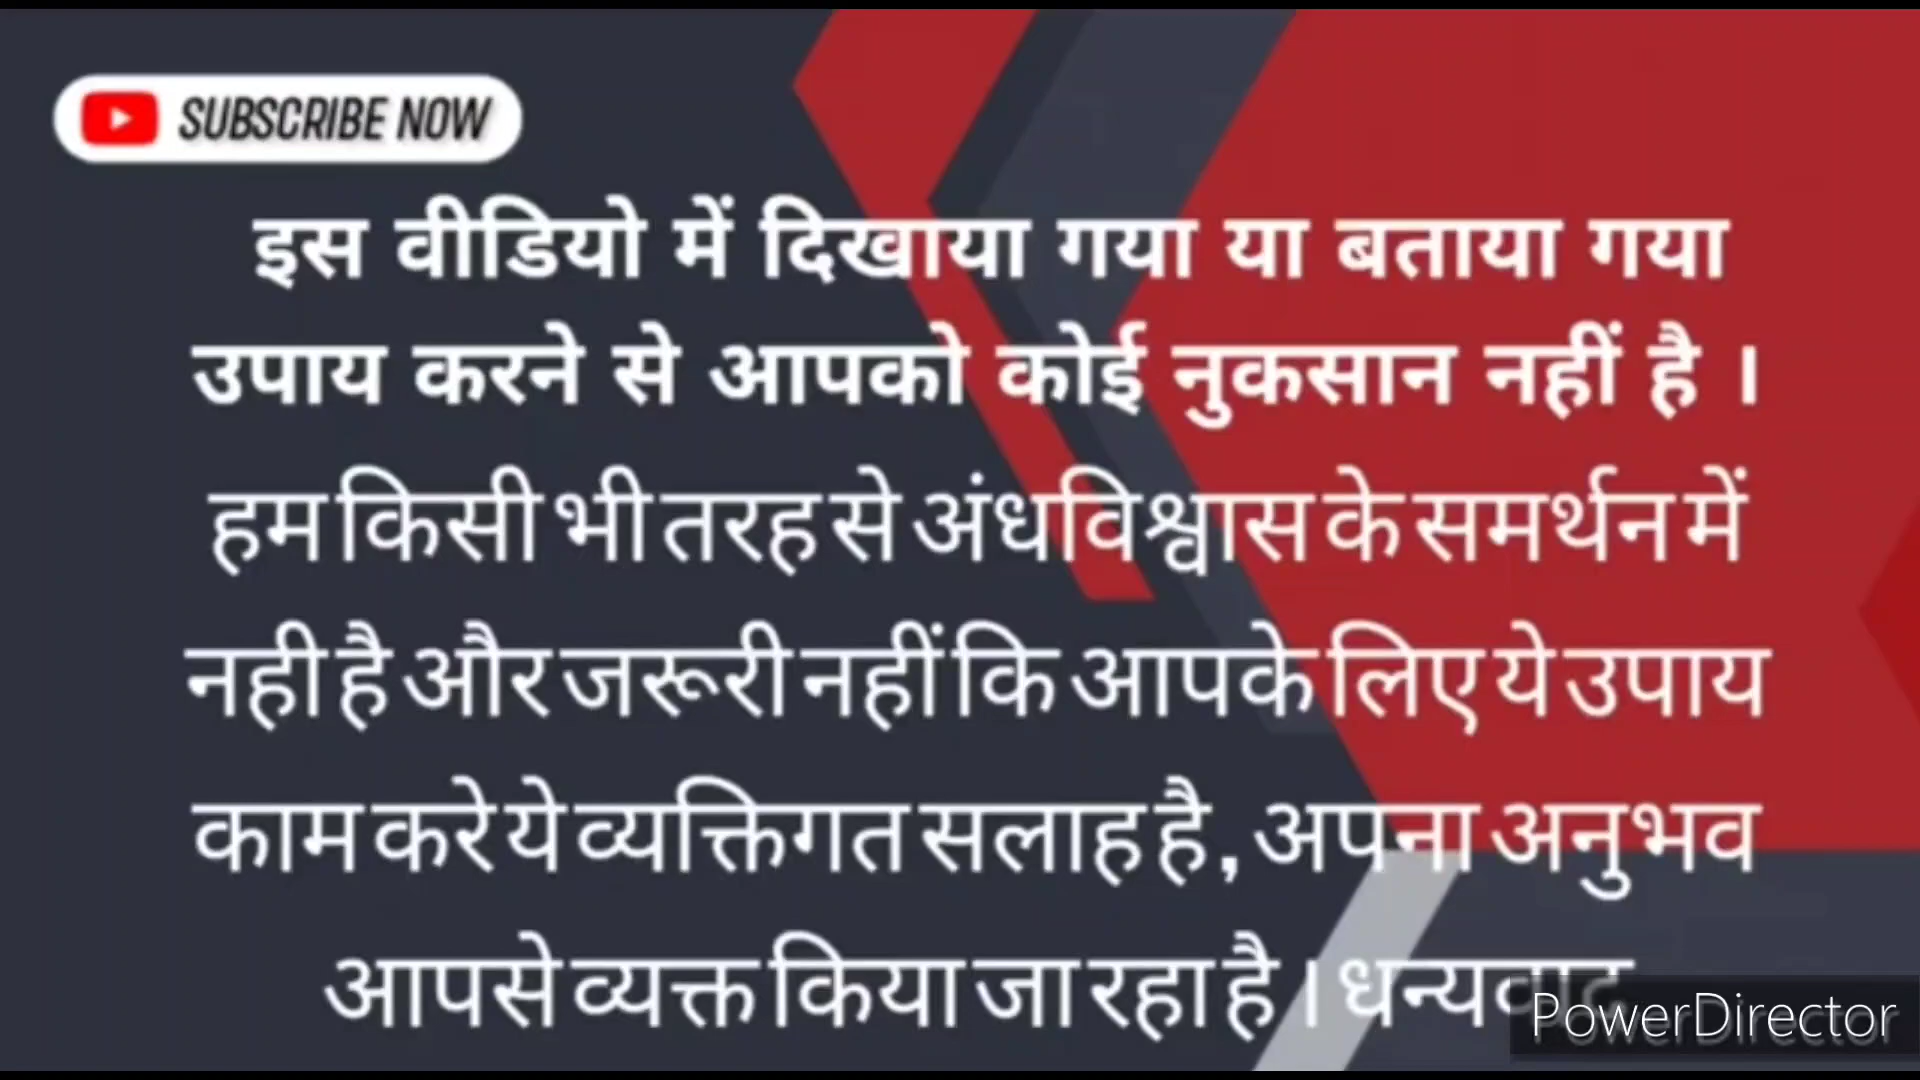 SUBSCRIBE NOW
इस वीडियो में दिखाया गया या बताया गया
उपाय करने से आपको कोई नुकसान नहीं है ।
हम किसी भी तरह से अंधविश्वास के समर्थन में
नही है और जरूरी नहीं कि आपके लिए ये उपाय
काम करे ये व्यक्तिगत सलाह है , अपना अनुभव
आपसे व्यक्त किया जा रहा है । धन्यवाद
PowerDirector